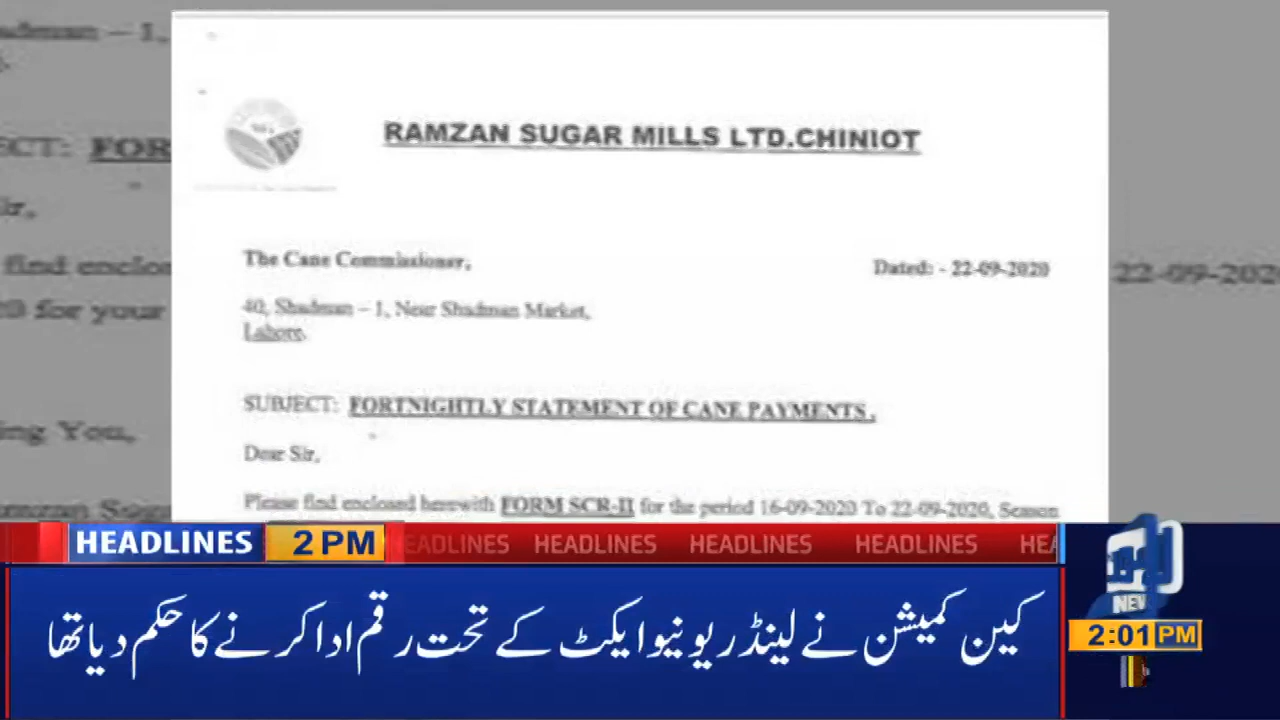 RAMZAN SUGAR MILLS LTD.CHINIOT
The Cane Commissioner,
Dated: - 22-09-2020
40, Shadman – 1, Near Shadman Market,
Lahore.
SUBJECT: FORTNIGHTLY STATEMENT OF CANE PAYMENTS.
Dear Sir,
Please find enclosed herewith FORM SCR-II for the period 16-09-2020 To 22-09-2020, Season
HEADLINES 2 PM HEADLINES HEADLINES HEADLINES HEADLINES HEA
کین کمیشن نے لینڈ ریونیو ایکٹ کے تحت رقم ادا کرنے کا حکم دیا تھا
NEWS
2:01 PM